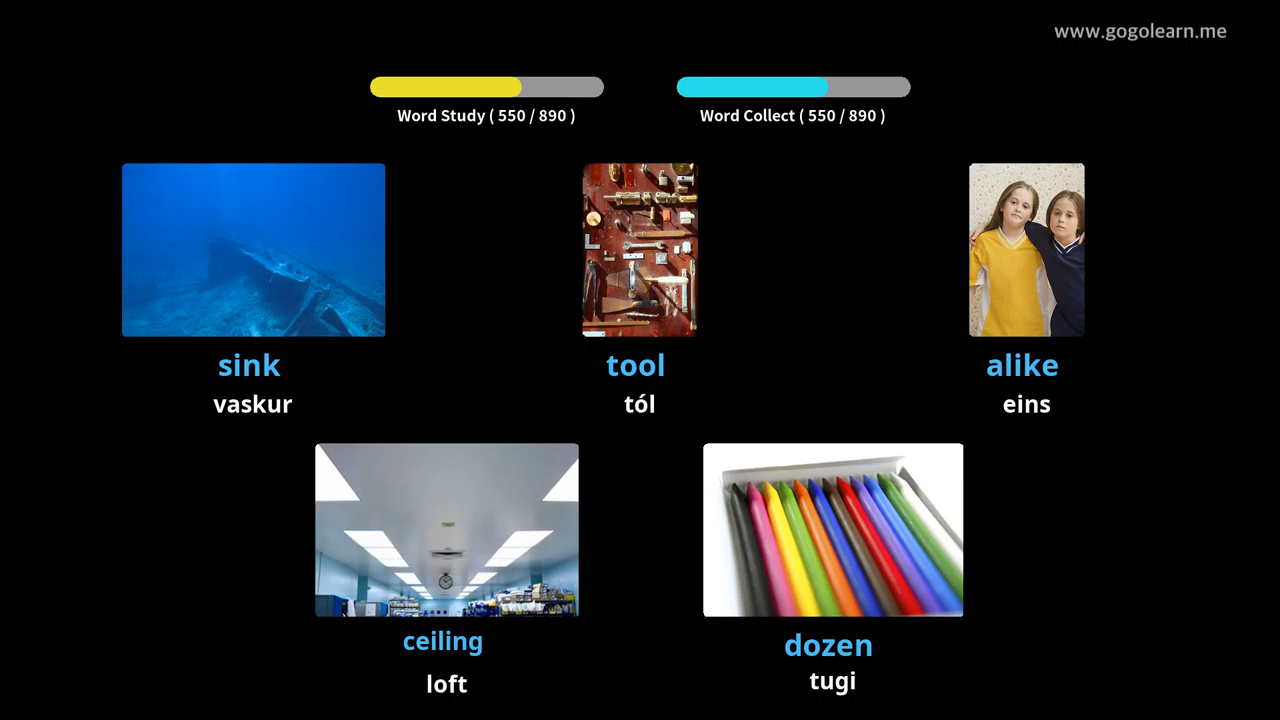 www.gogolearn.me
Word Study ( 550 / 890 )
Word Collect ( 550 / 890 )
sink
vaskur
tool
tól
alike
eins
ceiling
loft
dozen
tugi